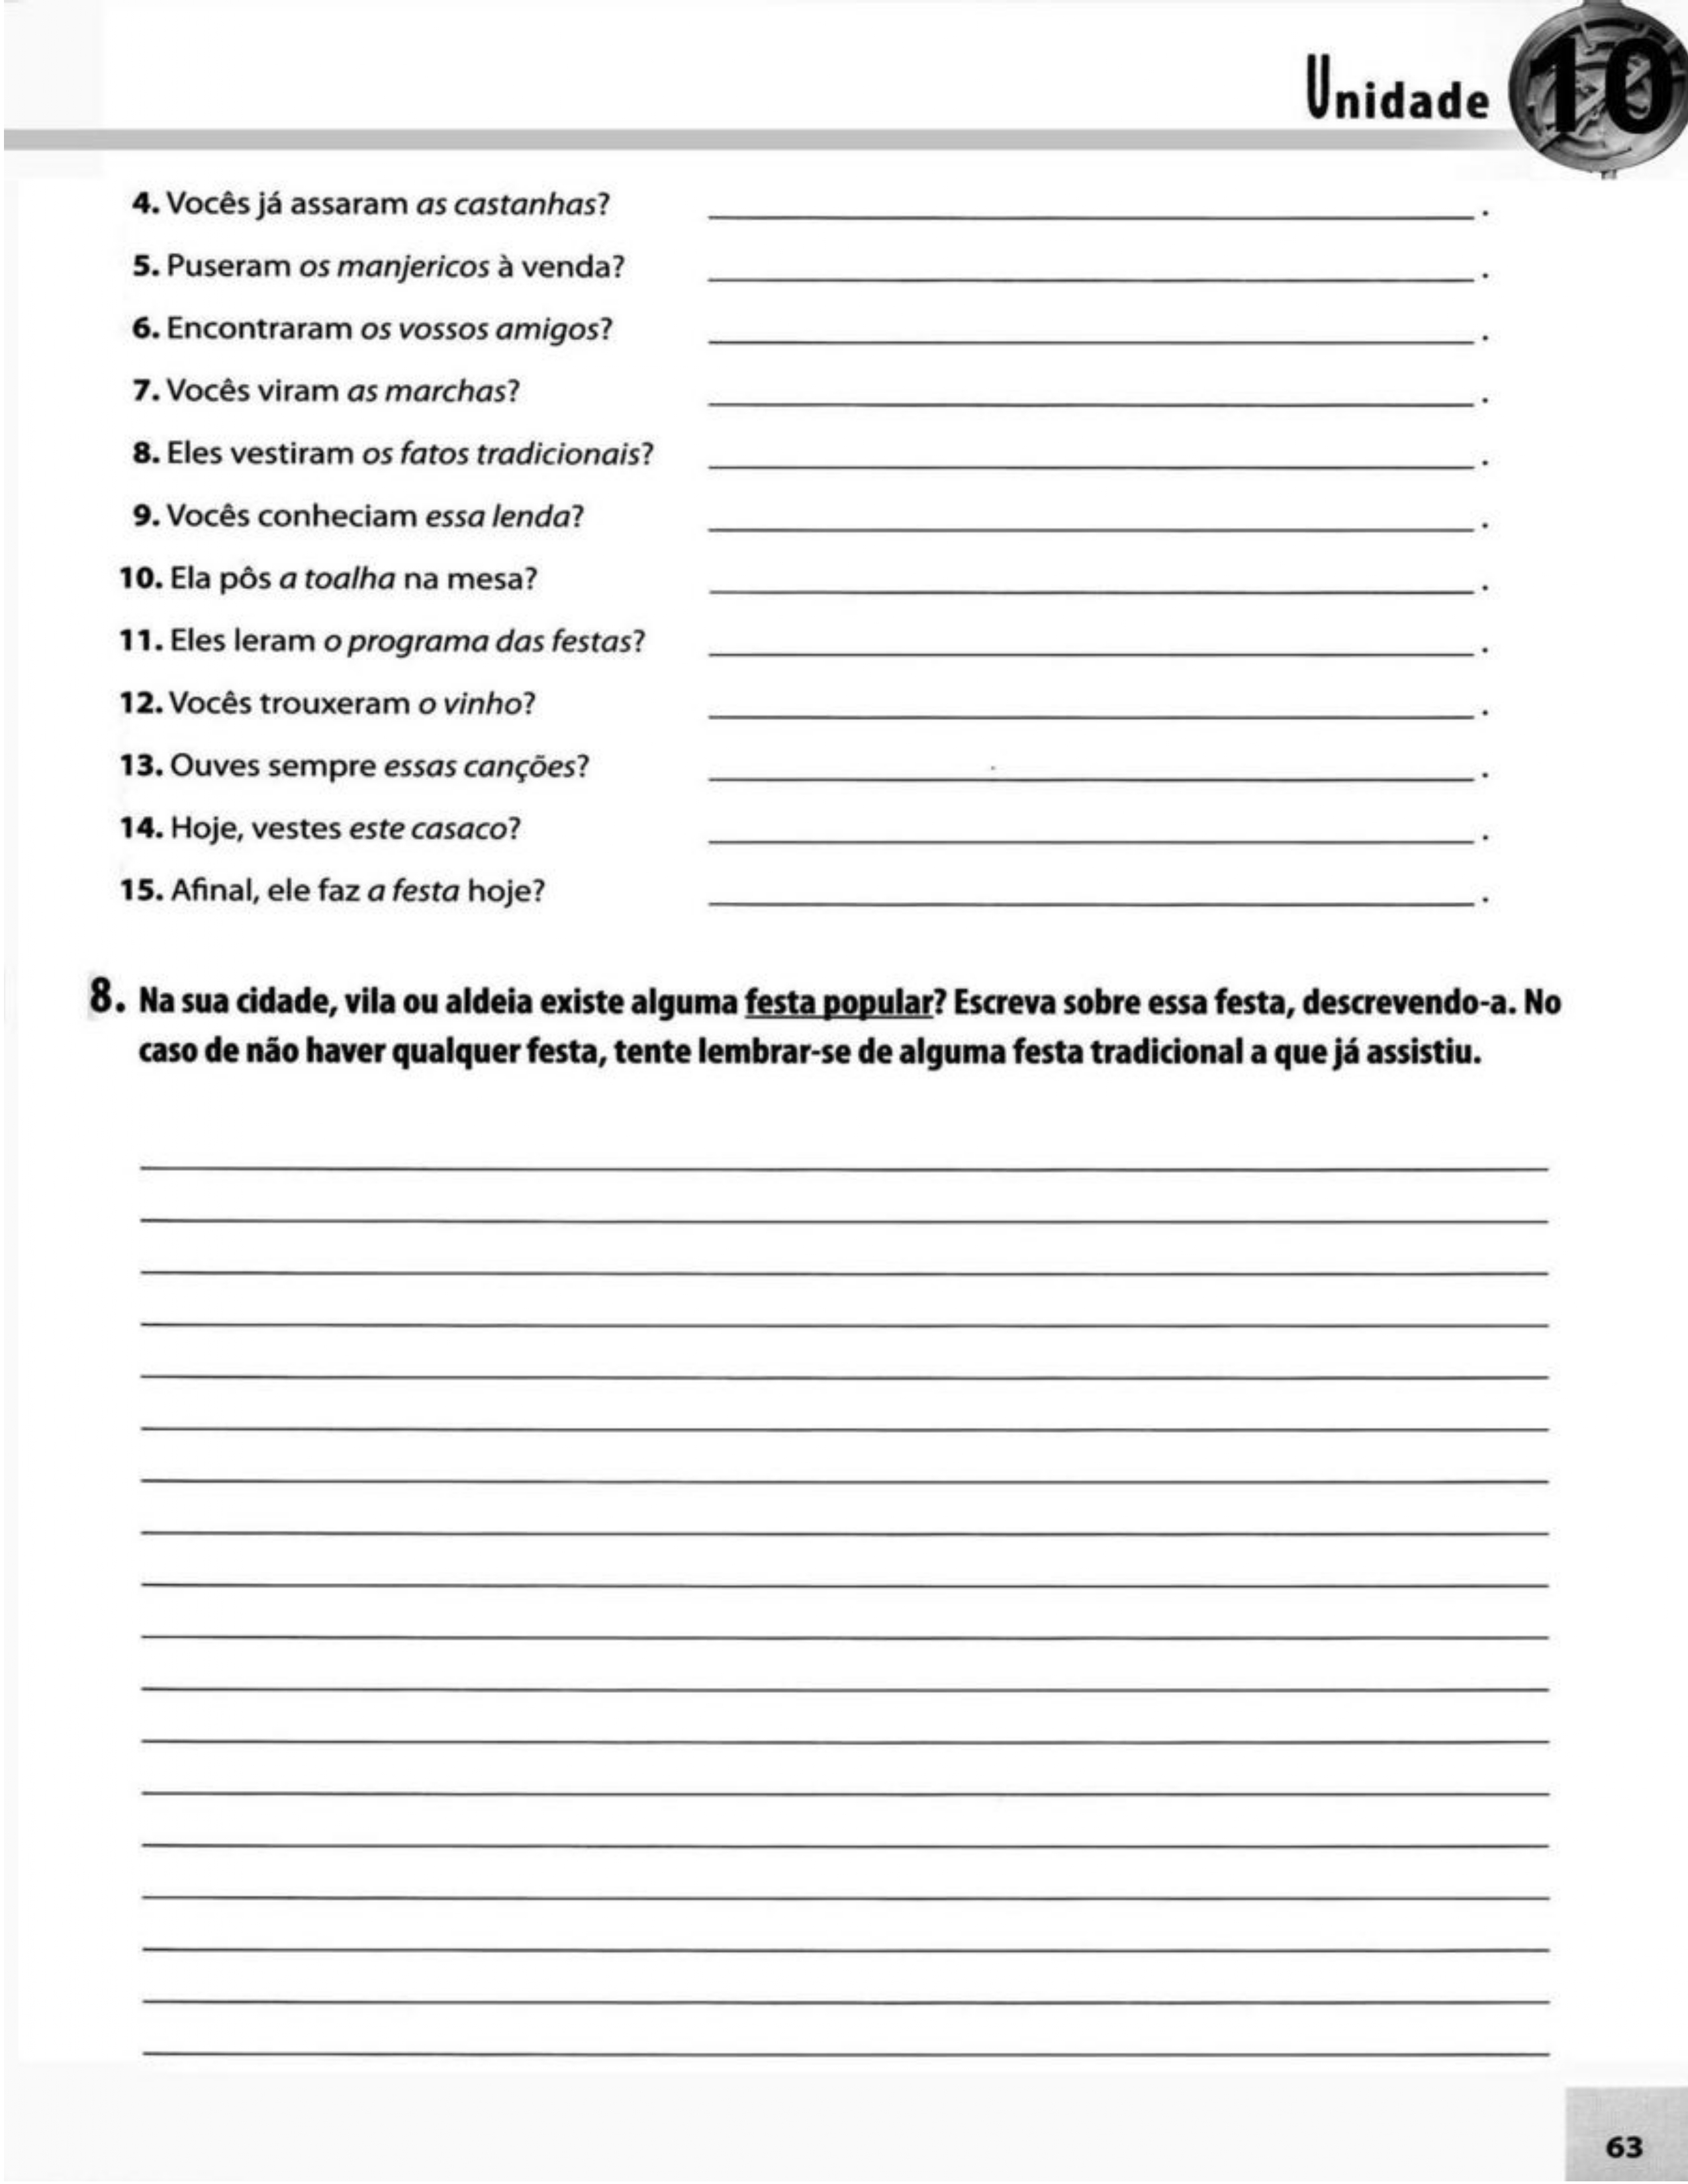 Unidade 10
4. Vocês já assaram as castanhas? .
5. Puseram os manjericos à venda? .
6. Encontraram os vossos amigos? .
7. Vocês viram as marchas? .
8. Eles vestiram os fatos tradicionais? .
9. Vocês conheciam essa lenda? .
10. Ela pôs a toalha na mesa? .
11. Eles leram o programa das festas? .
12. Vocês trouxeram o vinho? .
13. Ouves sempre essas canções? .
14. Hoje, vestes este casaco? .
15. Afinal, ele faz a festa hoje? .
8. Na sua cidade, vila ou aldeia existe alguma festa popular? Escreva sobre essa festa, descrevendo-a. No
caso de não haver qualquer festa, tente lembrar-se de alguma festa tradicional a que já assistiu.
63